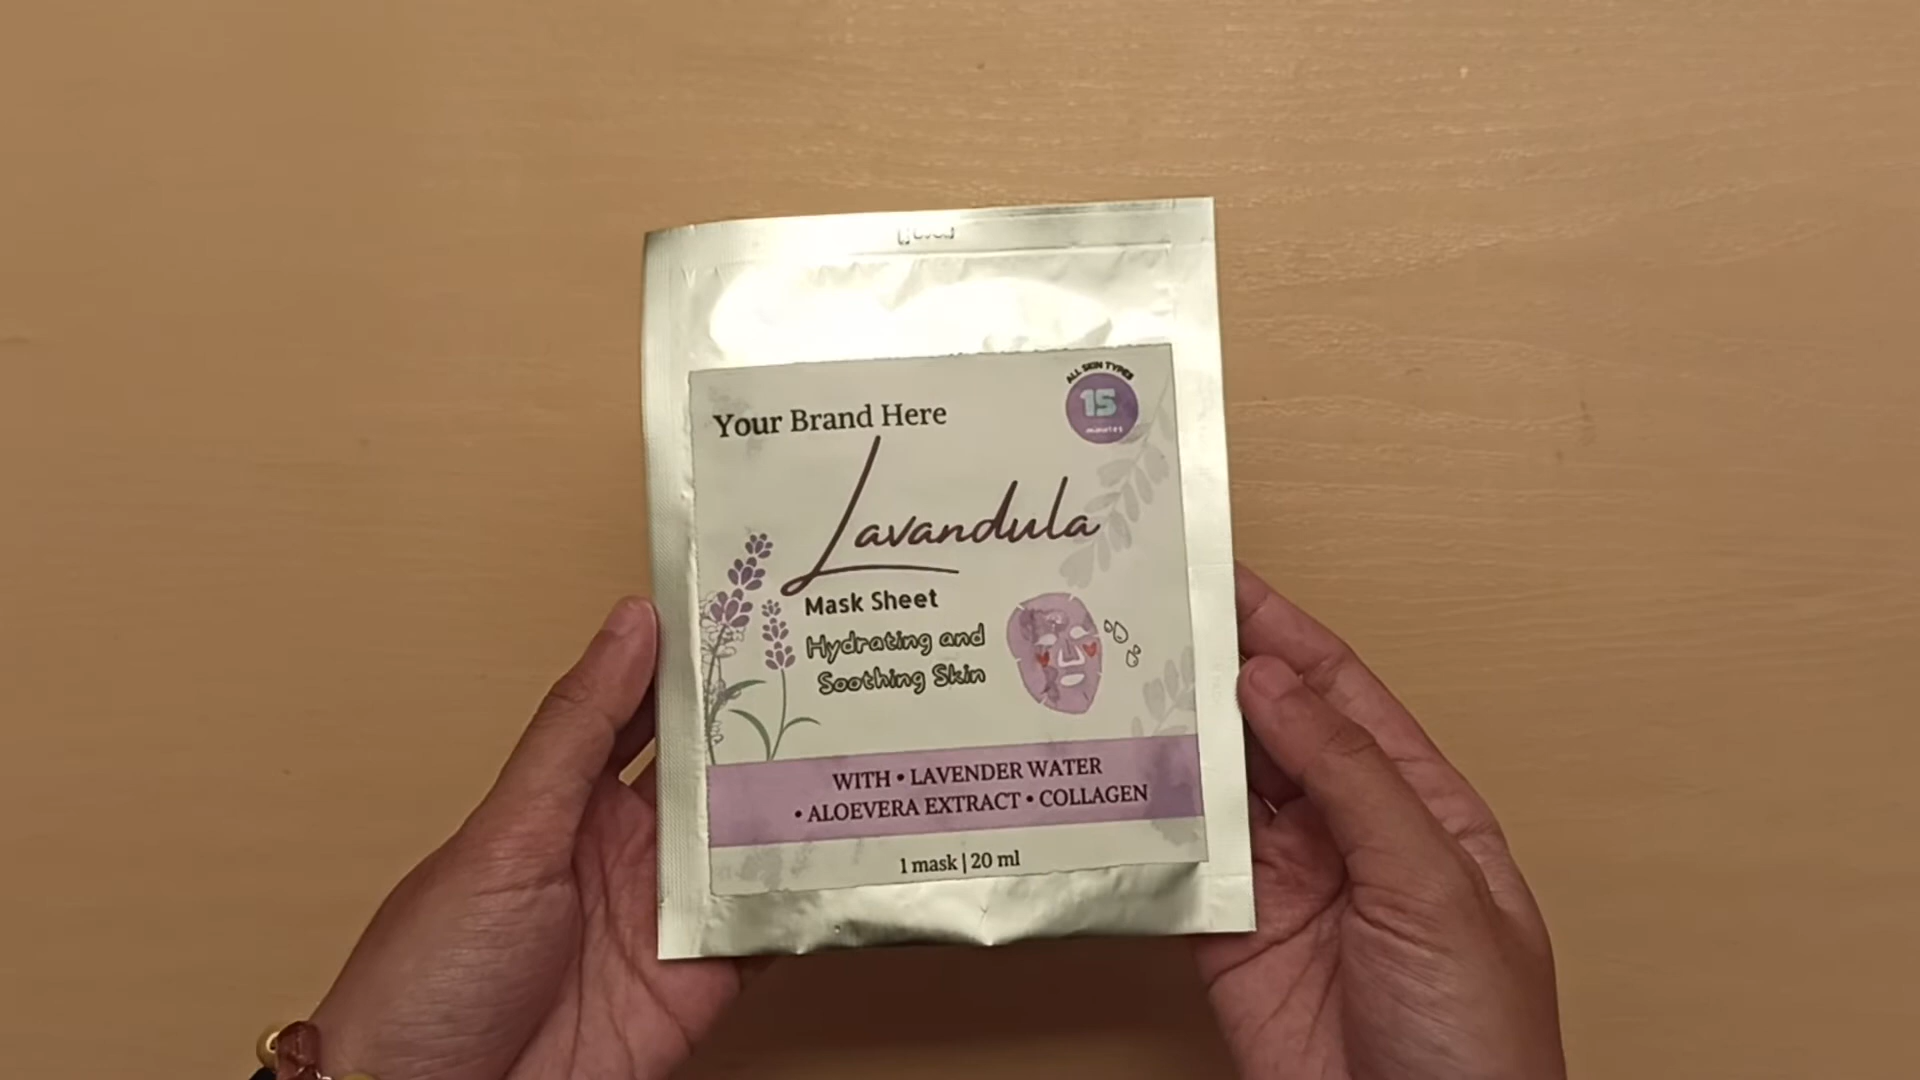 Your Brand Here
ALL SKIN TYPES
15
minutes
Lavandula
Mask Sheet
Hydrating and
Soothing Skin
WITH • LAVENDER WATER
• ALOEVERA EXTRACT • COLLAGEN
1 mask | 20 ml